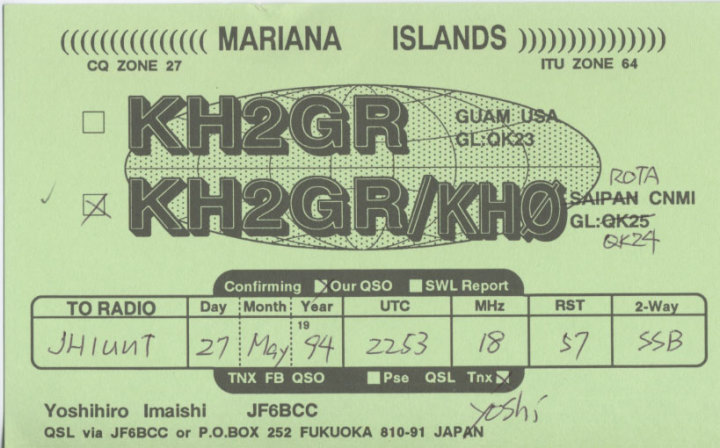 MARIANA ISLANDS
CQ ZONE 27 ITU ZONE 64
KH2GR GUAM USA
GL:QK23
ROTA
KH2GR/KHØ SAIPAN CNMI
GL:QK25
QK24
Confirming Our QSO SWL Report
TO RADIO Day Month Year UTC MHz RST 2-Way
JH1UNT 27 May 1994 2253 18 57 SSB
TNX FB QSO Pse QSL Tnx
Yoshihiro Imaishi JF6BCC Yoshi
QSL via JF6BCC or P.O.BOX 252 FUKUOKA 810-91 JAPAN